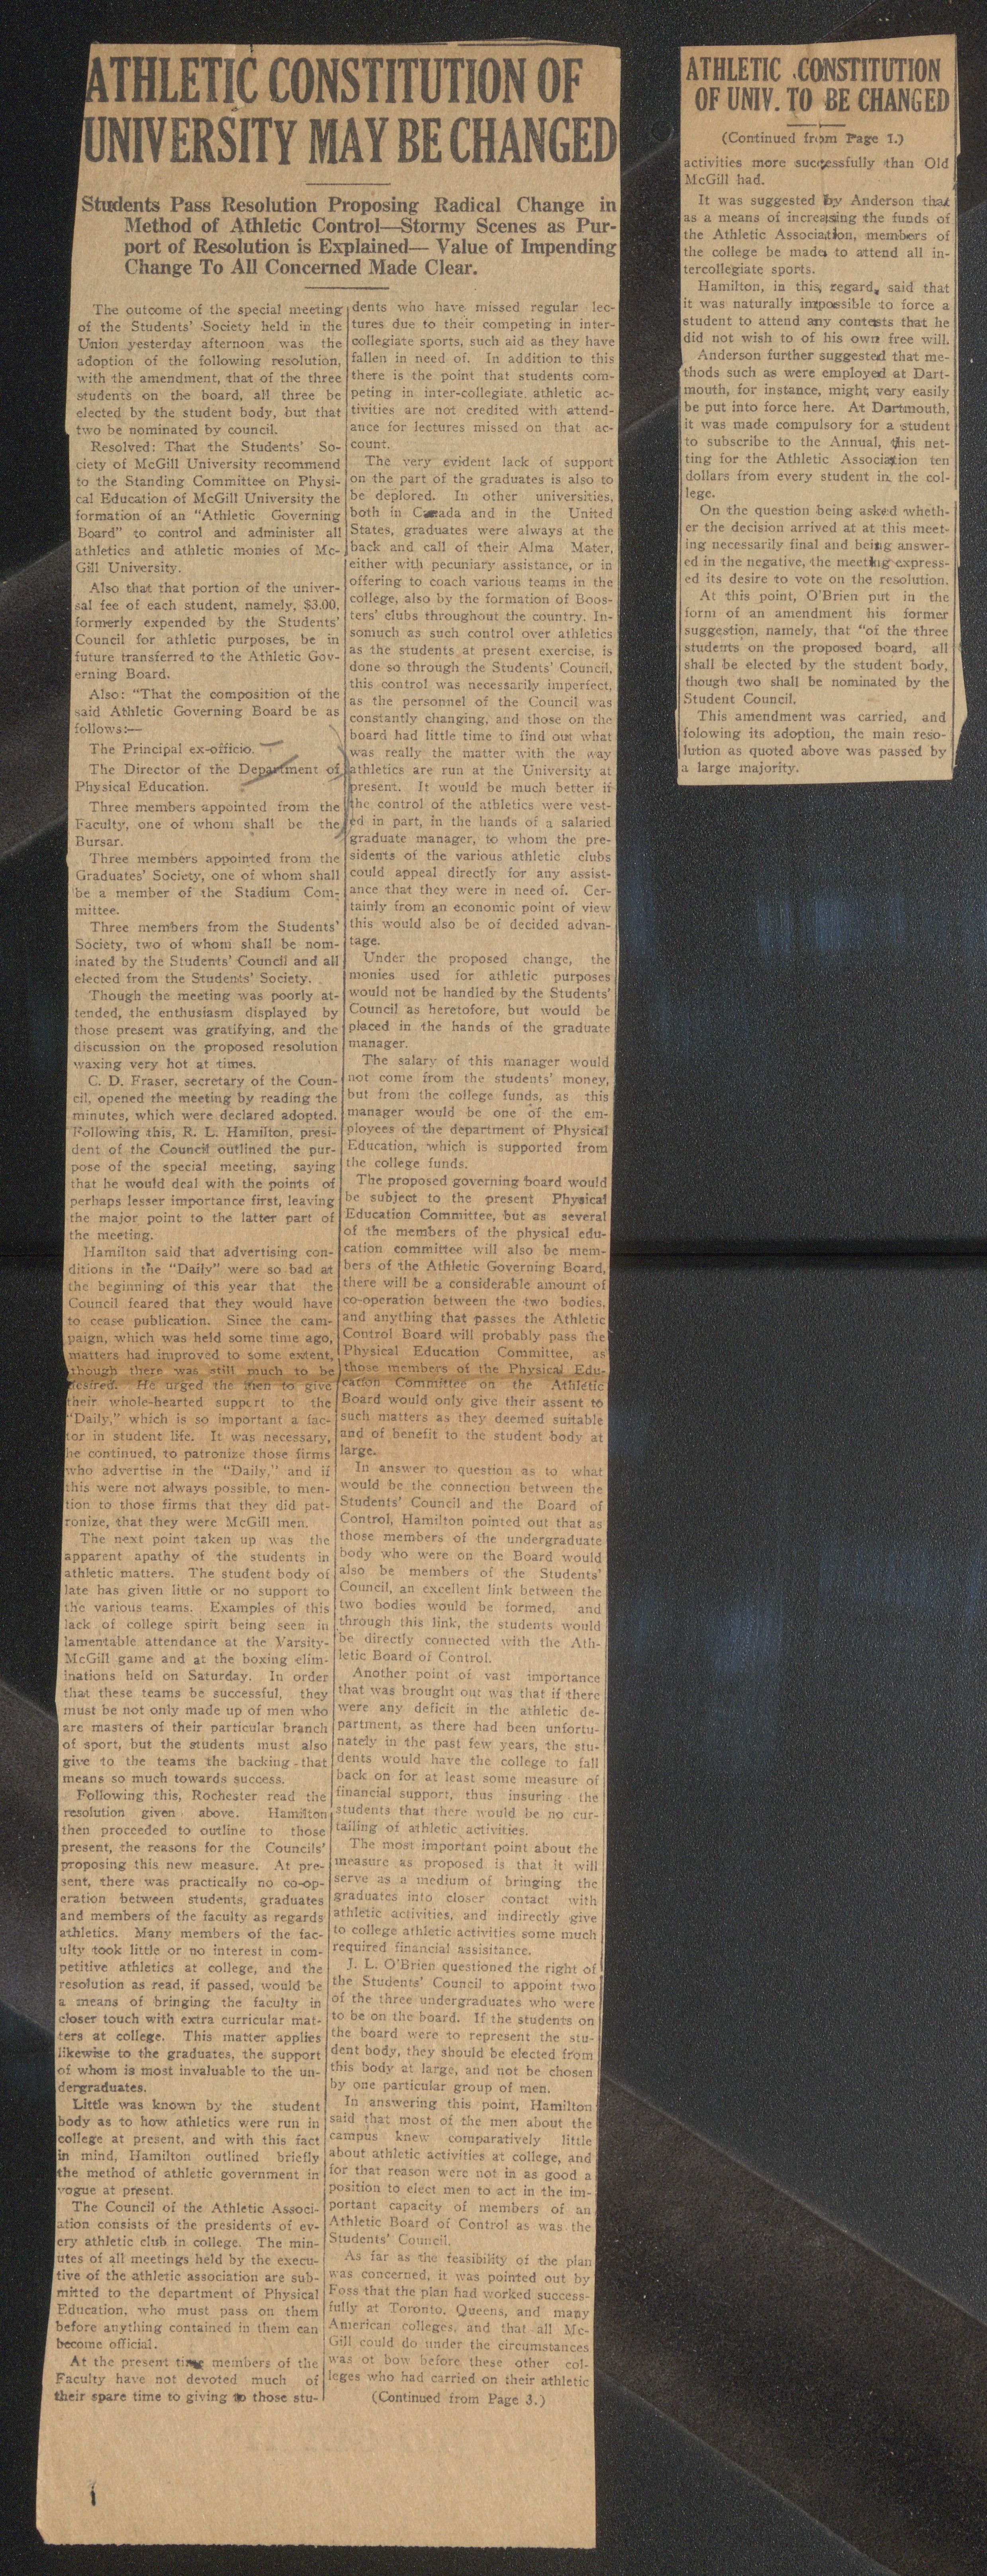 ATHLETIC CONSTITUTION OF
UNIVERSITY MAY BE CHANGED
Students Pass Resolution Proposing Radical Change in
Method of Athletic Control—Stormy Scenes as Pur-
port of Resolution is Explained— Value of Impending
Change To All Concerned Made Clear.
The outcome of the special meeting
of the Students' Society held in the
Union yesterday afternoon was the
adoption of the following resolution,
with the amendment, that of the three
students on the board, all three be
elected by the student body, but that
two be nominated by council.
Resolved: That the Students' So-
ciety of McGill University recommend
to the Standing Committee on Physi-
cal Education of McGill University the
formation of an "Athletic Governing
Board" to control and administer all
athletics and athletic monies of Mc-
Gill University.
Also that that portion of the univer-
sal fee of each student, namely, $3.00,
formerly expended by the Students'
Council for athletic purposes, be in
future transferred to the Athletic Gov-
erning Board.
Also: "That the composition of the
said Athletic Governing Board be as
follows:—
The Principal ex-officio.
The Director of the Department of
Physical Education.
Three members appointed from the
Faculty, one of whom shall be the
Bursar.
Three members appointed from the
Graduates' Society, one of whom shall
be a member of the Stadium Com-
mittee.
Three members from the Students'
Society, two of whom shall be nom-
inated by the Students' Council and all
elected from the Students' Society.
Though the meeting was poorly at-
tended, the enthusiasm displayed by
those present was gratifying, and the
discussion on the proposed resolution
waxing very hot at times.
C. D. Fraser, secretary of the Coun-
cil, opened the meeting by reading the
minutes, which were declared adopted.
Following this, R. L. Hamilton, presi-
dent of the Council outlined the pur-
pose of the special meeting, saying
that he would deal with the points of
perhaps lesser importance first, leaving
the major point to the latter part of
the meeting.
Hamilton said that advertising con-
ditions in the "Daily" were so bad at
the beginning of this year that the
Council feared that they would have
to cease publication. Since the cam-
paign, which was held some time ago,
matters had improved to some extent,
though there was still much to be
desired. He urged the men to give
their whole-hearted support to the
"Daily," which is so important a fac-
tor in student life. It was necessary,
he continued, to patronize those firms
who advertise in the "Daily," and if
this were not always possible, to men-
tion to those firms that they did pat-
ronize, that they were McGill men.
The next point taken up was the
apparent apathy of the students in
athletic matters. The student body of
late has given little or no support to
the various teams. Examples of this
lack of college spirit being seen in
lamentable attendance at the Varsity-
McGill game and at the boxing elim-
inations held on Saturday. In order
that these teams be successful, they
must be not only made up of men who
are masters of their particular branch
of sport, but the students must also
give to the teams the backing that
means so much towards success.
Following this, Rochester read the
resolution given above. Hamilton
then proceeded to outline to those
present, the reasons for the Councils'
proposing this new measure. At pre-
sent, there was practically no co-op-
eration between students, graduates
and members of the faculty as regards
athletics. Many members of the fac-
ulty took little or no interest in com-
petitive athletics at college, and the
resolution as read, if passed, would be
a means of bringing the faculty in
closer touch with extra curricular mat-
ters at college. This matter applies
likewise to the graduates, the support
of whom is most invaluable to the un-
dergraduates.
Little was known by the student
body as to how athletics were run in
college at present, and with this fact
in mind, Hamilton outlined briefly
the method of athletic government in
vogue at present.
The Council of the Athletic Associ-
ation consists of the presidents of ev-
ery athletic club in college. The min-
utes of all meetings held by the execu-
tive of the athletic association are sub-
mitted to the department of Physical
Education, who must pass on them
before anything contained in them can
become official.
At the present time members of the
Faculty have not devoted much of
their spare time to giving to those stu-
dents who have missed regular lec-
tures due to their competing in inter-
collegiate sports, such aid as they have
fallen in need of. In addition to this
there is the point that students com-
peting in inter-collegiate athletic ac-
tivities are not credited with attend-
ance for lectures missed on that ac-
count.
The very evident lack of support
on the part of the graduates is also to
be deplored. In other universities,
both in Canada and in the United
States, graduates were always at the
back and call of their Alma Mater,
either with pecuniary assistance, or in
offering to coach various teams in the
college, also by the formation of Boos-
ters' clubs throughout the country. In-
somuch as such control over athletics
as the students at present exercise, is
done so through the Students' Council,
this control was necessarily imperfect,
as the personnel of the Council was
constantly changing, and those on the
board had little time to find out what
was really the matter with the way
athletics are run at the University at
present. It would be much better if
the control of the athletics were vest-
ed in part, in the hands of a salaried
graduate manager, to whom the pre-
sidents of the various athletic clubs
could appeal directly for any assist-
ance that they were in need of. Cer-
tainly from an economic point of view
this would also be of decided advan-
tage.
Under the proposed change, the
monies used for athletic purposes
would not be handled by the Students'
Council as heretofore, but would be
placed in the hands of the graduate
manager.
The salary of this manager would
not come from the students' money,
but from the college funds, as this
manager would be one of the em-
ployees of the department of Physical
Education, which is supported from
the college funds.
The proposed governing board would
be subject to the present Physical
Education Committee, but as several
of the members of the physical edu-
cation committee will also be mem-
bers of the Athletic Governing Board,
there will be a considerable amount of
co-operation between the two bodies,
and anything that passes the Athletic
Control Board will probably pass the
Physical Education Committee, as
those members of the Physical Edu-
cation Committee on the Athletic
Board would only give their assent to
such matters as they deemed suitable
and of benefit to the student body at
large.
In answer to question as to what
would be the connection between the
Students' Council and the Board of
Control, Hamilton pointed out that as
those members of the undergraduate
body who were on the Board would
also be members of the Students'
Council, an excellent link between the
two bodies would be formed, and
through this link, the students would
be directly connected with the Ath-
letic Board of Control.
Another point of vast importance
that was brought out was that if there
were any deficit in the athletic de-
partment, as there had been unfortu-
nately in the past few years, the stu-
dents would have the college to fall
back on for at least some measure of
financial support, thus insuring the
students that there would be no cur-
tailing of athletic activities.
The most important point about the
measure as proposed is that it will
serve as a medium of bringing the
graduates into closer contact with
athletic activities, and indirectly give
to college athletic activities some much
required financial assisitance.
J. L. O'Brien questioned the right of
the Students' Council to appoint two
of the three undergraduates who were
to be on the board. If the students on
the board were to represent the stu-
dent body, they should be elected from
this body at large, and not be chosen
by one particular group of men.
In answering this point, Hamilton
said that most of the men about the
campus knew comparatively little
about athletic activities at college, and
for that reason were not in as good a
position to elect men to act in the im-
portant capacity of members of an
Athletic Board of Control as was the
Students' Council.
As far as the feasibility of the plan
was concerned, it was pointed out by
Foss that the plan had worked success-
fully at Toronto, Queens, and many
American colleges, and that all Mc-
Gill could do under the circumstances
was ot bow before these other col-
leges who had carried on their athletic
(Continued from Page 3.)
ATHLETIC CONSTITUTION
OF UNIV. TO BE CHANGED
(Continued from Page 1.)
activities more successfully than Old
McGill had.
It was suggested by Anderson that
as a means of increasing the funds of
the Athletic Association, members of
the college be made to attend all in-
tercollegiate sports.
Hamilton, in this regard, said that
it was naturally impossible to force a
student to attend any contests that he
did not wish to of his own free will.
Anderson further suggested that me-
thods such as were employed at Dart-
mouth, for instance, might very easily
be put into force here. At Dartmouth,
it was made compulsory for a student
to subscribe to the Annual, this net-
ting for the Athletic Association ten
dollars from every student in the col-
lege.
On the question being asked wheth-
er the decision arrived at at this meet-
ing necessarily final and being answer-
ed in the negative, the meeting express-
ed its desire to vote on the resolution.
At this point, O'Brien put in the
form of an amendment his former
suggestion, namely, that "of the three
students on the proposed board, all
shall be elected by the student body,
though two shall be nominated by the
Student Council.
This amendment was carried, and
folowing its adoption, the main reso-
lution as quoted above was passed by
a large majority.